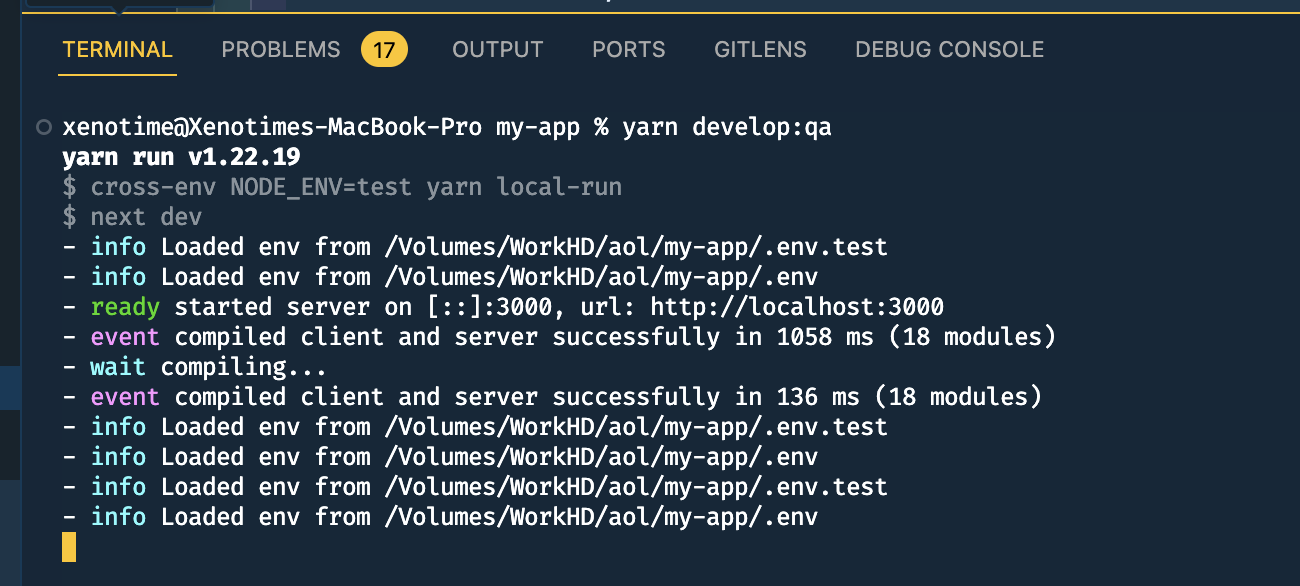 TERMINAL PROBLEMS 17 OUTPUT PORTS GITLENS DEBUG CONSOLE
xenotime@Xenotimes-MacBook-Pro my-app % yarn develop:qa
yarn run v1.22.19
$ cross-env NODE_ENV=test yarn local-run
$ next dev
- info Loaded env from /Volumes/WorkHD/aol/my-app/.env.test
- info Loaded env from /Volumes/WorkHD/aol/my-app/.env
- ready started server on [::]:3000, url: http://localhost:3000
- event compiled client and server successfully in 1058 ms (18 modules)
- wait compiling...
- event compiled client and server successfully in 136 ms (18 modules)
- info Loaded env from /Volumes/WorkHD/aol/my-app/.env.test
- info Loaded env from /Volumes/WorkHD/aol/my-app/.env
- info Loaded env from /Volumes/WorkHD/aol/my-app/.env.test
- info Loaded env from /Volumes/WorkHD/aol/my-app/.env